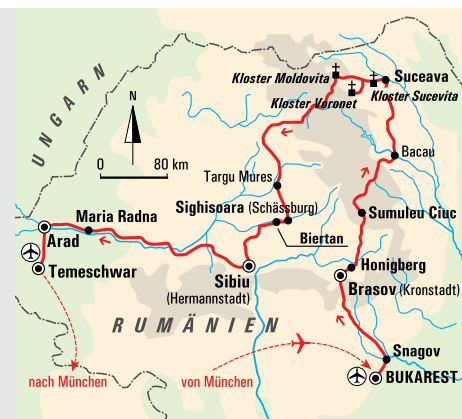 UNGARN
N
0 80 km
Kloster Moldovita
Suceava
Kloster Voronet
Kloster Sucevita
Bacau
Targu Mures
Sighisoara (Schässburg)
Sumuleu Ciuc
Maria Radna
Biertan
Arad
Temeschwar
Sibiu
(Hermannstadt)
Honigberg
Brasov (Kronstadt)
RUMÄNIEN
Snagov
nach München
von München
BUKAREST